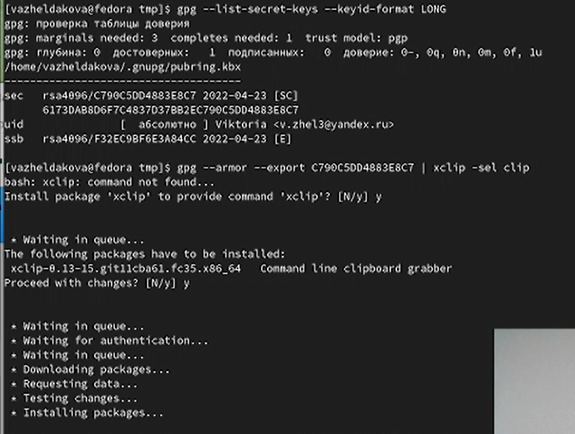 [vazheldakova@fedora tmp]$ gpg --list-secret-keys --keyid-format LONG
gpg: проверка таблицы доверия
gpg: marginals needed: 3  completes needed: 1  trust model: pgp
gpg: глубина: 0  достоверных:   1  подписанных:   0  доверие: 0-, 0q, 0n, 0m, 0f, 1u
/home/vazheldakova/.gnupg/pubring.kbx
-------------------------------------
sec   rsa4096/C790C5DD4883E8C7 2022-04-23 [SC]
      6173DAB8D6F7C4837D37BB2EC790C5DD4883E8C7
uid              [  абсолютно ] Viktoria <v.zhel3@yandex.ru>
ssb   rsa4096/F32EC9BF6E3A84CC 2022-04-23 [E]
[vazheldakova@fedora tmp]$ gpg --armor --export C790C5DD4883E8C7 | xclip -sel clip
bash: xclip: command not found...
Install package 'xclip' to provide command 'xclip'? [N/y] y
 * Waiting in queue...
The following packages have to be installed:
 xclip-0.13-15.git11cba61.fc35.x86_64   Command line clipboard grabber
Proceed with changes? [N/y] y
 * Waiting in queue...
 * Waiting for authentication...
 * Waiting in queue...
 * Downloading packages...
 * Requesting data...
 * Testing changes...
 * Installing packages...